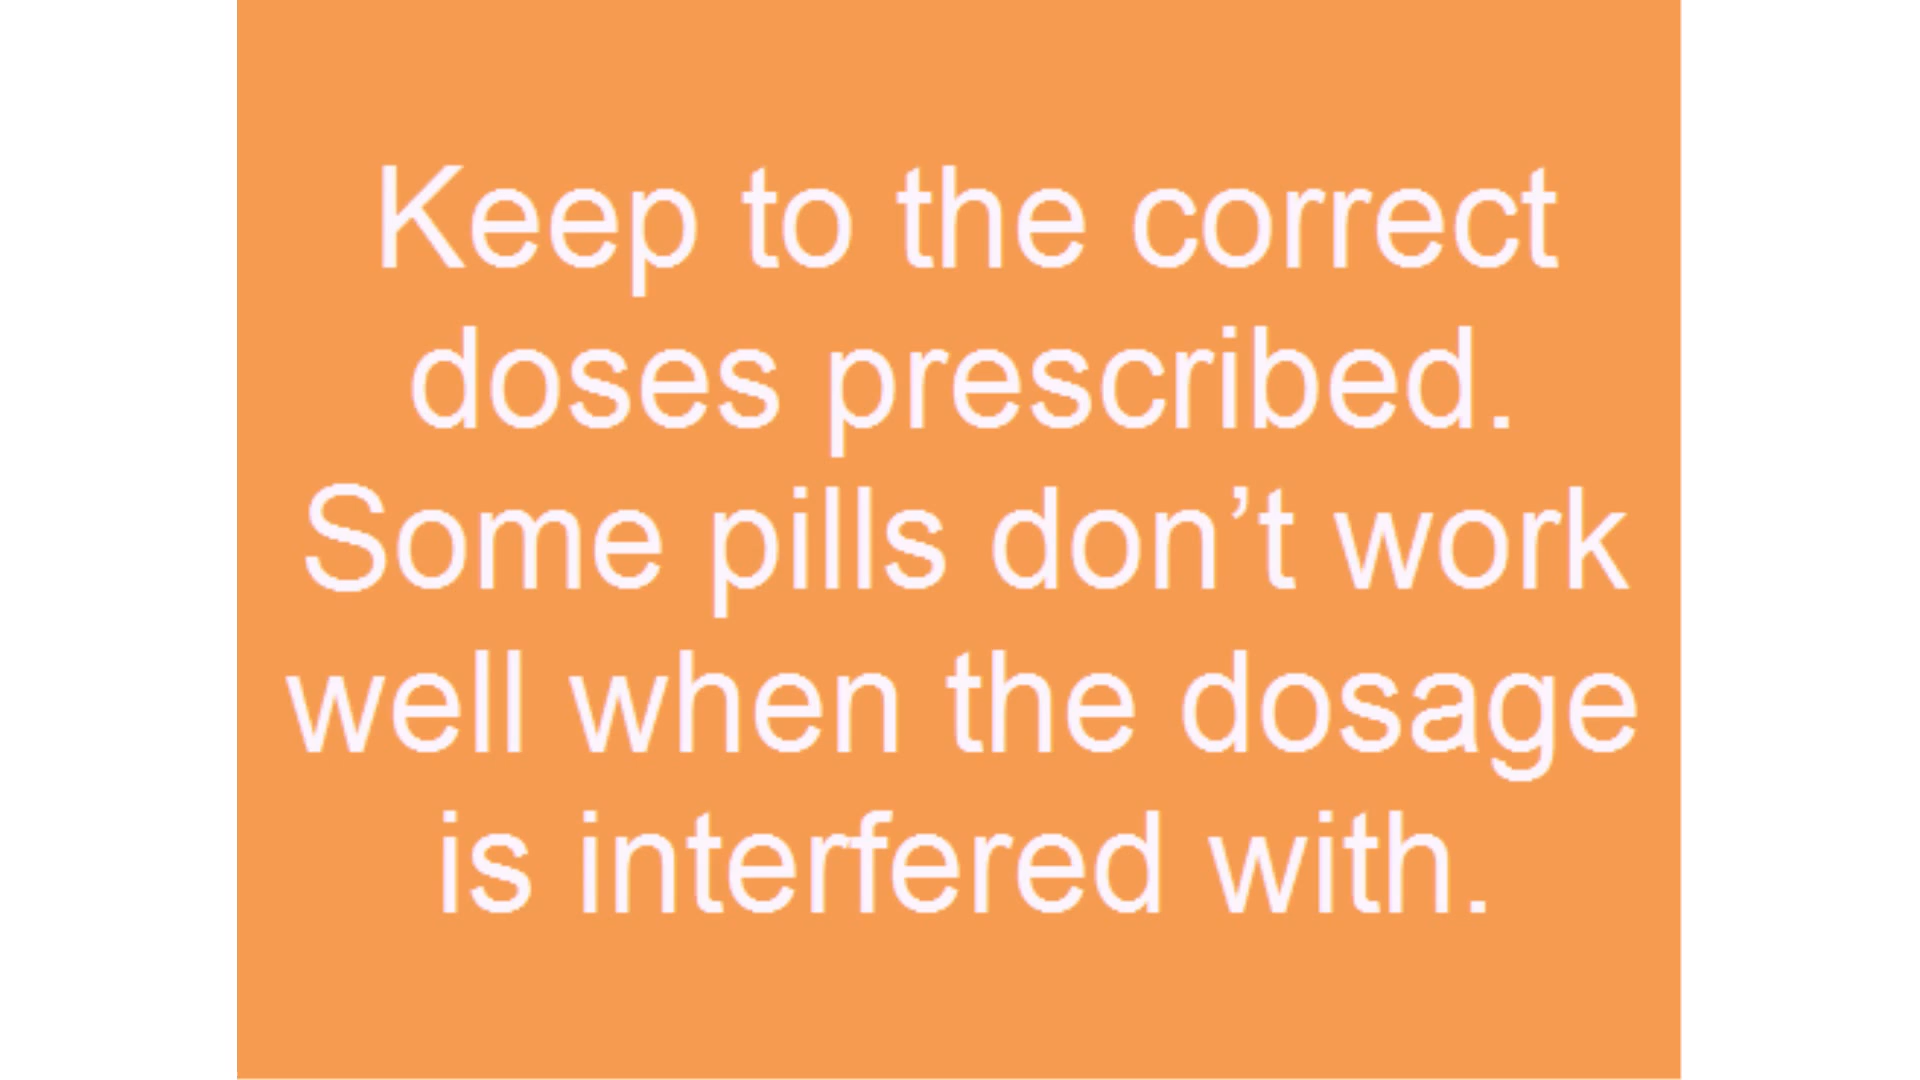 Keep to the correct
doses prescribed.
Some pills don’t work
well when the dosage
is interfered with.